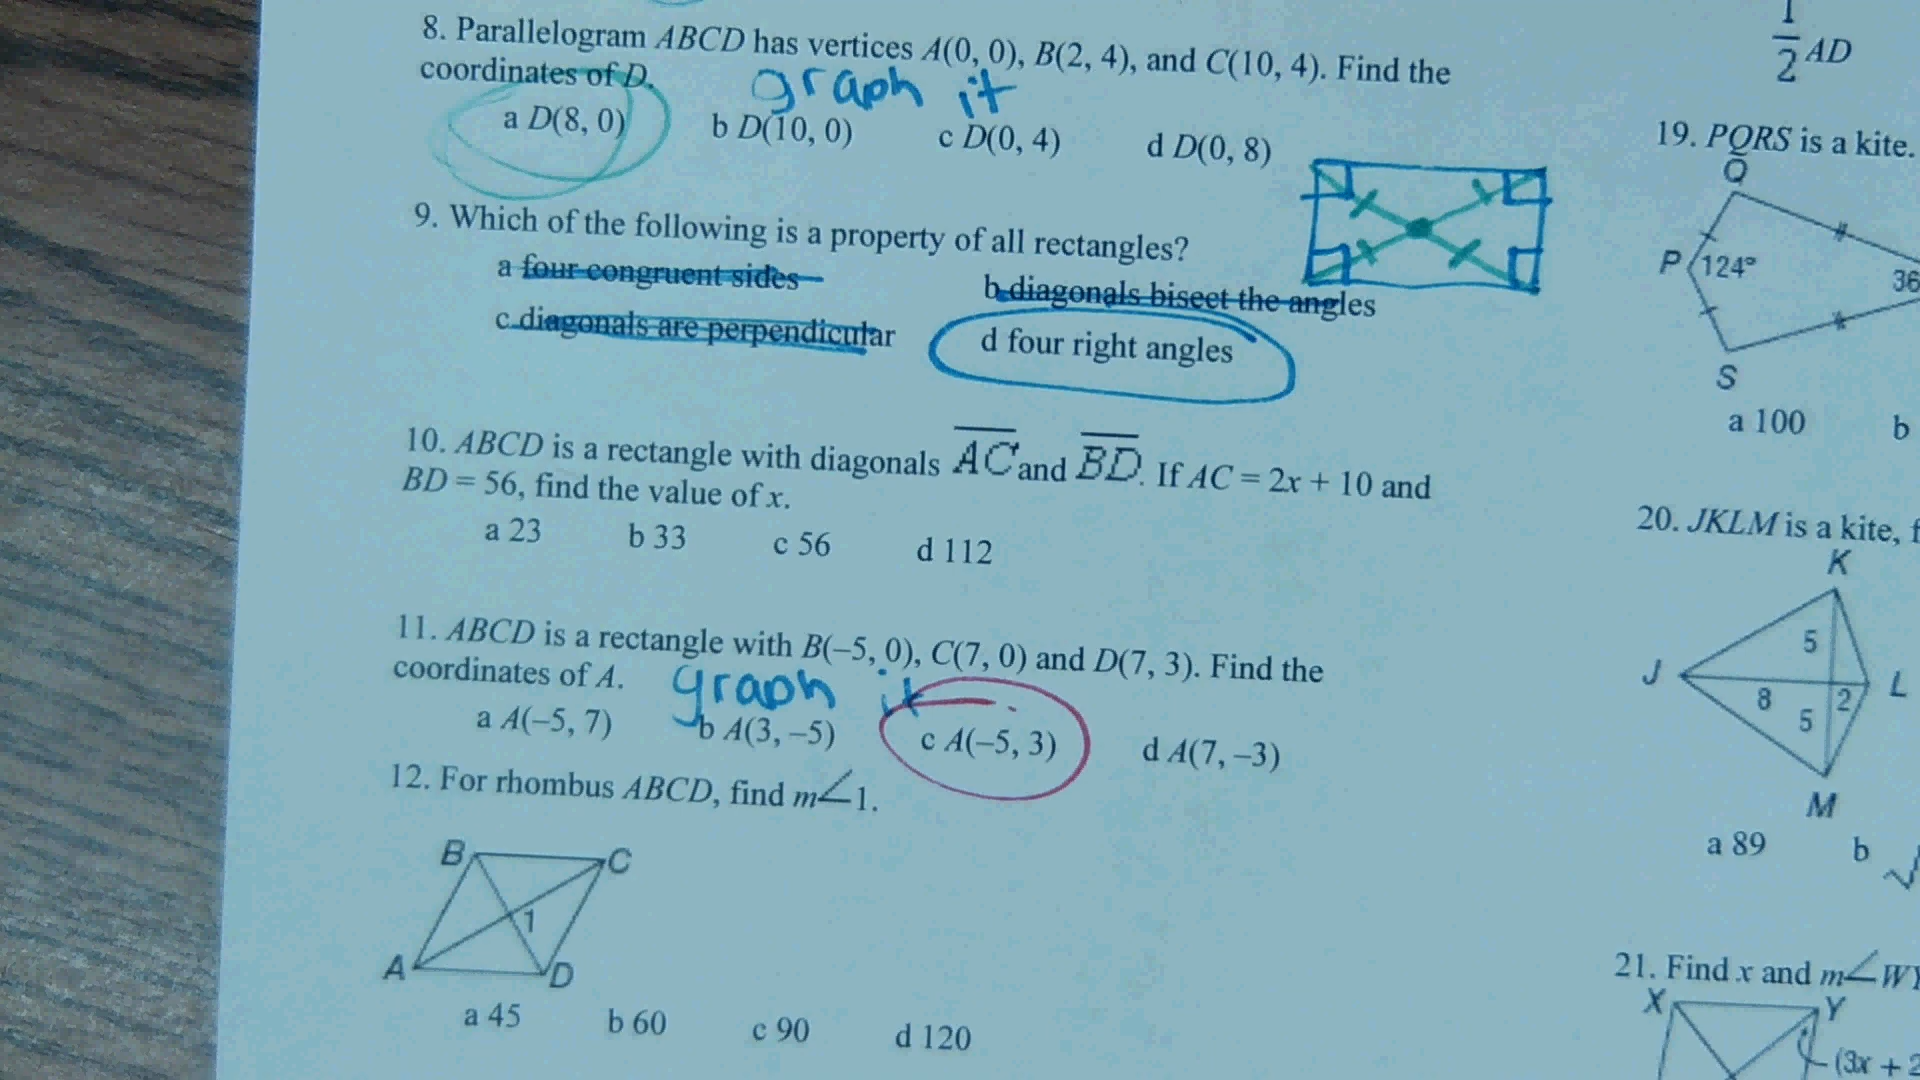 8. Parallelogram ABCD has vertices A(0, 0), B(2, 4), and C(10, 4). Find the
coordinates of D.
graph it
a D(8, 0) b D(10, 0) c D(0, 4) d D(0, 8)
9. Which of the following is a property of all rectangles?
a four congruent sides b diagonals bisect the angles
c diagonals are perpendicular d four right angles
10. ABCD is a rectangle with diagonals AC and BD. If AC = 2x + 10 and
BD = 56, find the value of x.
a 23 b 33 c 56 d 112
11. ABCD is a rectangle with B(−5, 0), C(7, 0) and D(7, 3). Find the
coordinates of A.
graph it
a A(−5, 7) b A(3, −5) c A(−5, 3) d A(7, −3)
12. For rhombus ABCD, find m∠1.
B C
1
A D
a 45 b 60 c 90 d 120
1/2 AD
19. PQRS is a kite.
Q
P 124° 36
S
a 100 b
20. JKLM is a kite,
K
5
J 8 2 L
5
M
a 89 b √
21. Find x and m∠WY
X Y
(3x + 2